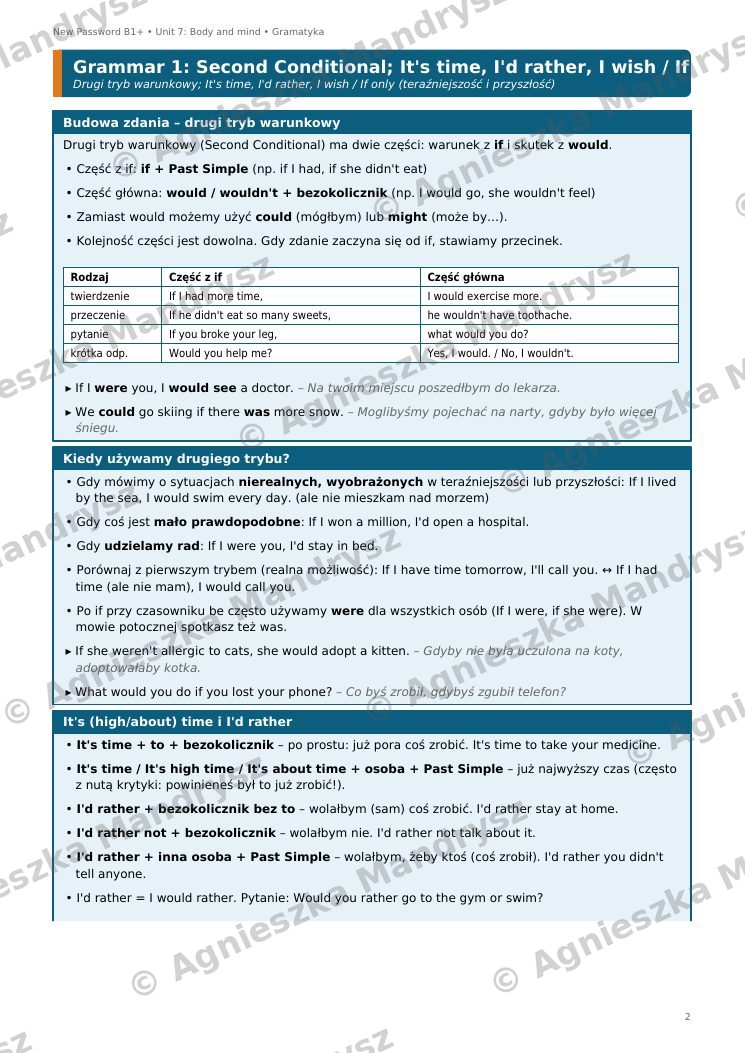 New Password B1+ • Unit 7: Body and mind • Gramatyka
Grammar 1: Second Conditional; It's time, I'd rather, I wish / If
Drugi tryb warunkowy; It's time, I'd rather, I wish / If only (teraźniejszość i przyszłość)
Budowa zdania – drugi tryb warunkowy
Drugi tryb warunkowy (Second Conditional) ma dwie części: warunek z if i skutek z would.
• Część z if: if + Past Simple (np. if I had, if she didn't eat)
• Część główna: would / wouldn't + bezokolicznik (np. I would go, she wouldn't feel)
• Zamiast would możemy użyć could (mógłbym) lub might (może by…).
• Kolejność części jest dowolna. Gdy zdanie zaczyna się od if, stawiamy przecinek.
Rodzaj Część z if Część główna
twierdzenie If I had more time, I would exercise more.
przeczenie If he didn't eat so many sweets, he wouldn't have toothache.
pytanie If you broke your leg, what would you do?
krótka odp. Would you help me? Yes, I would. / No, I wouldn't.
▸ If I were you, I would see a doctor. – Na twoim miejscu poszedłbym do lekarza.
▸ We could go skiing if there was more snow. – Moglibyśmy pojechać na narty, gdyby było więcej
śniegu.
Kiedy używamy drugiego trybu?
• Gdy mówimy o sytuacjach nierealnych, wyobrażonych w teraźniejszości lub przyszłości: If I lived
by the sea, I would swim every day. (ale nie mieszkam nad morzem)
• Gdy coś jest mało prawdopodobne: If I won a million, I'd open a hospital.
• Gdy udzielamy rad: If I were you, I'd stay in bed.
• Porównaj z pierwszym trybem (realna możliwość): If I have time tomorrow, I'll call you. ↔ If I had
time (ale nie mam), I would call you.
• Po if przy czasowniku be często używamy were dla wszystkich osób (If I were, if she were). W
mowie potocznej spotkasz też was.
▸ If she weren't allergic to cats, she would adopt a kitten. – Gdyby nie była uczulona na koty,
adoptowałaby kotka.
▸ What would you do if you lost your phone? – Co byś zrobił, gdybyś zgubił telefon?
It's (high/about) time i I'd rather
• It's time + to + bezokolicznik – po prostu: już pora coś zrobić. It's time to take your medicine.
• It's time / It's high time / It's about time + osoba + Past Simple – już najwyższy czas (często
z nutą krytyki: powinieneś był to już zrobić!).
• I'd rather + bezokolicznik bez to – wolałbym (sam) coś zrobić. I'd rather stay at home.
• I'd rather not + bezokolicznik – wolałbym nie. I'd rather not talk about it.
• I'd rather + inna osoba + Past Simple – wolałbym, żeby ktoś (coś zrobił). I'd rather you didn't
tell anyone.
• I'd rather = I would rather. Pytanie: Would you rather go to the gym or swim?
© Agnieszka Mandrysz
2